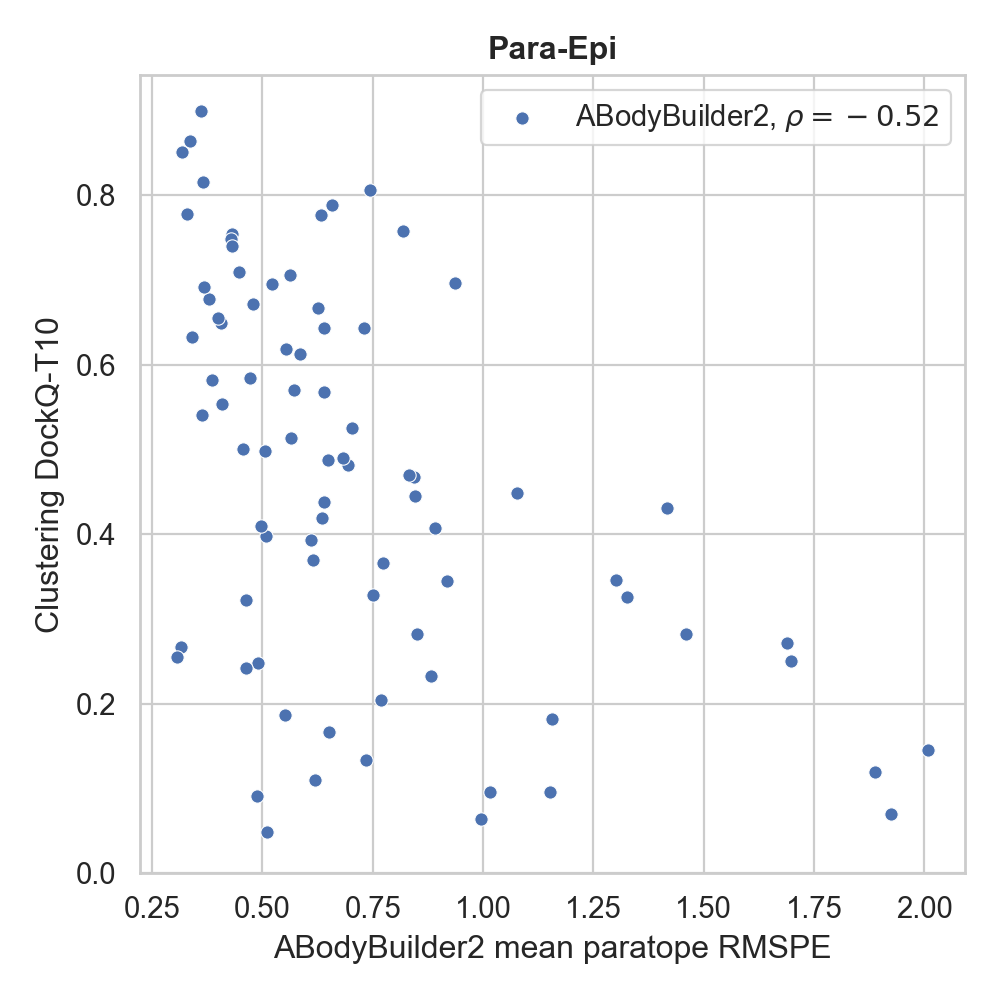 Para-Epi
ABodyBuilder2, ρ = − 0.52
Clustering DockQ-T10
0.8
0.6
0.4
0.2
0.0
0.25 0.50 0.75 1.00 1.25 1.50 1.75 2.00
ABodyBuilder2 mean paratope RMSPE